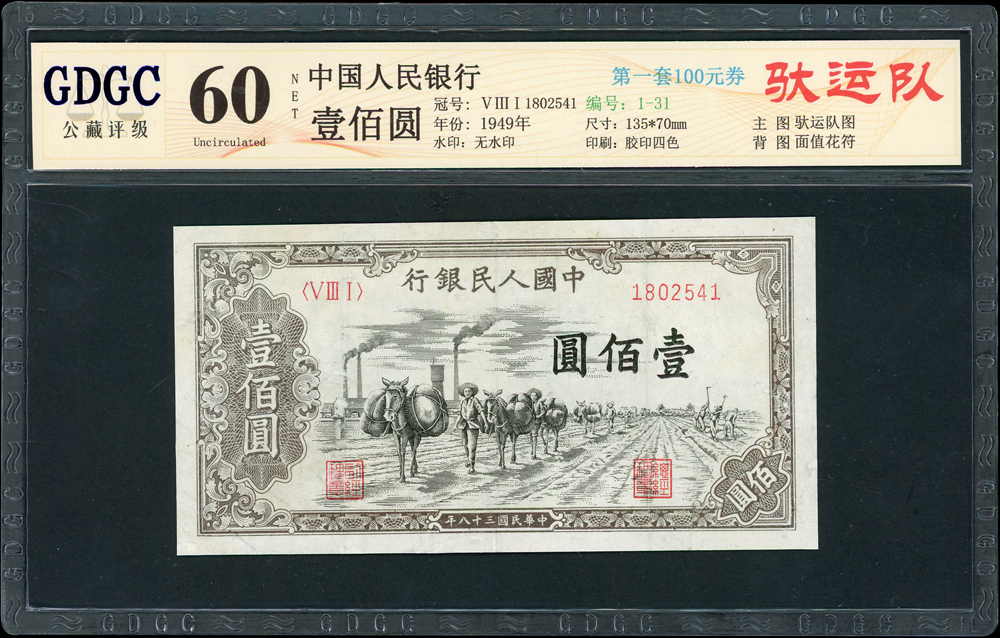 GDGC
公藏评级
60
Uncirculated
NET
中国人民银行
壹佰圆
冠号: VⅢI 1802541
年份: 1949年
水印: 无水印
第一套100元券
编号: 1-31
尺寸: 135*70mm
印刷: 胶印四色
驮运队
主 图 驮运队图
背 图 面值花符
行銀民人國中
〈VⅢ I〉
1802541
圓佰壹
壹佰圓
佰圓
年八十三國民華中